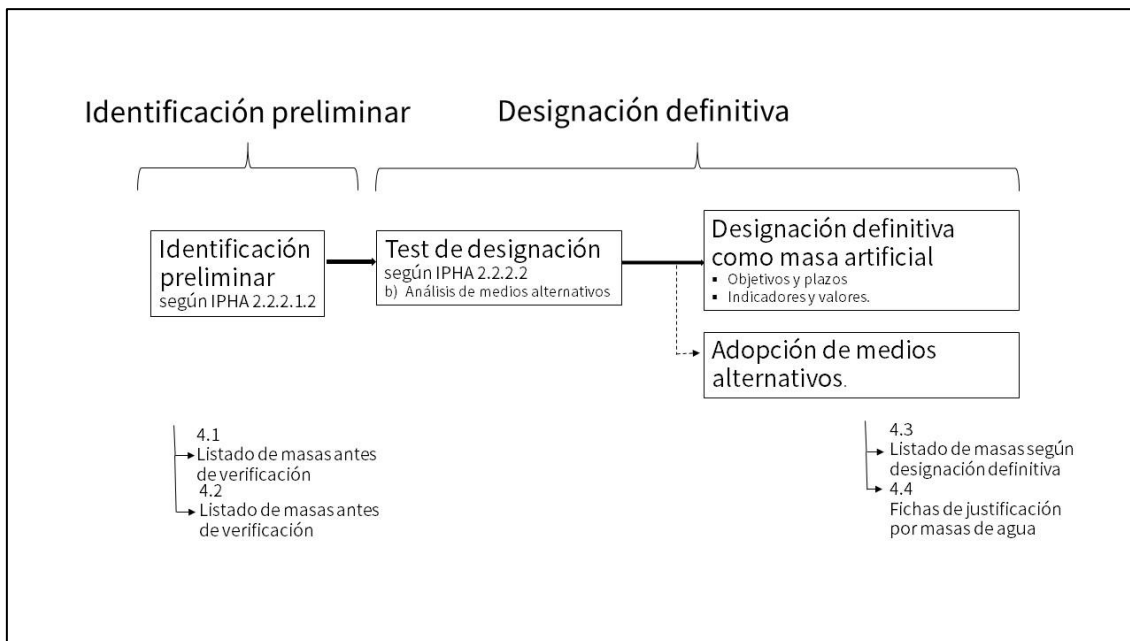 Identificación preliminar
Designación definitiva
Identificación
preliminar
según IPHA 2.2.2.1.2
Test de designación
según IPHA 2.2.2.2
b) Análisis de medios alternativos
Designación definitiva
como masa artificial
▪ Objetivos y plazos
▪ Indicadores y valores.
Adopción de medios
alternativos.
4.1
Listado de masas antes
de verificación
4.2
Listado de masas antes
de verificación
4.3
Listado de masas según
designación definitiva
4.4
Fichas de justificación
por masas de agua